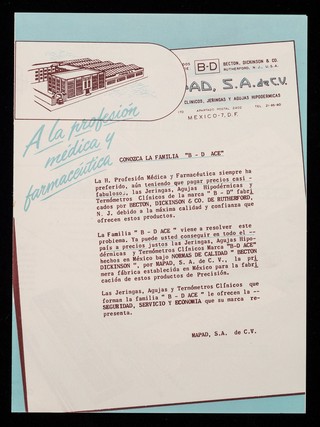 B-D
BECTON, DICKINSON & CO.
RUTHERFORD, N. J., U.S.A.
PAD, S.A. de C.V.
CLINICOS, JERINGAS Y AGUJAS HIPODERMICAS
APARTADO POSTAL
MEXICO-7, D.F.
A la profesión
médica y
farmacéutica
CONOZCA LA FAMILIA "B - D ACE"
La H. Profesión Médica y Farmacéutica siempre ha
preferido, aún teniendo que pagar precios casi -
fabulosos, las Jeringas, Agujas Hipodérmicas y
Termómetros Clínicos de la marca " B - D" fabri
cados por BECTON, DICKINSON & CO. DE RUTHERFORD,
N. J. debido a la máxima calidad y confianza que
ofrecen estos productos.
La Familia " B - D ACE " viene a resolver este
problema. Ya puede usted conseguir en todo el --
país a precios justos las Jeringas, Agujas Hipo-
dérmicas y Termómetros Clínicos Marca "B-D ACE"
hechos en México bajo NORMAS DE CALIDAD " BECTON
DICKINSON ", por MAPAD, S. A. de C. V., la pri
mera fábrica establecida en México para la fabri
cación de estos productos de Precisión.
Las Jeringas, Agujas y Termómetros Clínicos que
forman la familia " B - D ACE " le ofrecen la --
SEGURIDAD, SERVICIO Y ECONOMIA que su marca re-
presenta.
MAPAD, S.A. de C.V.